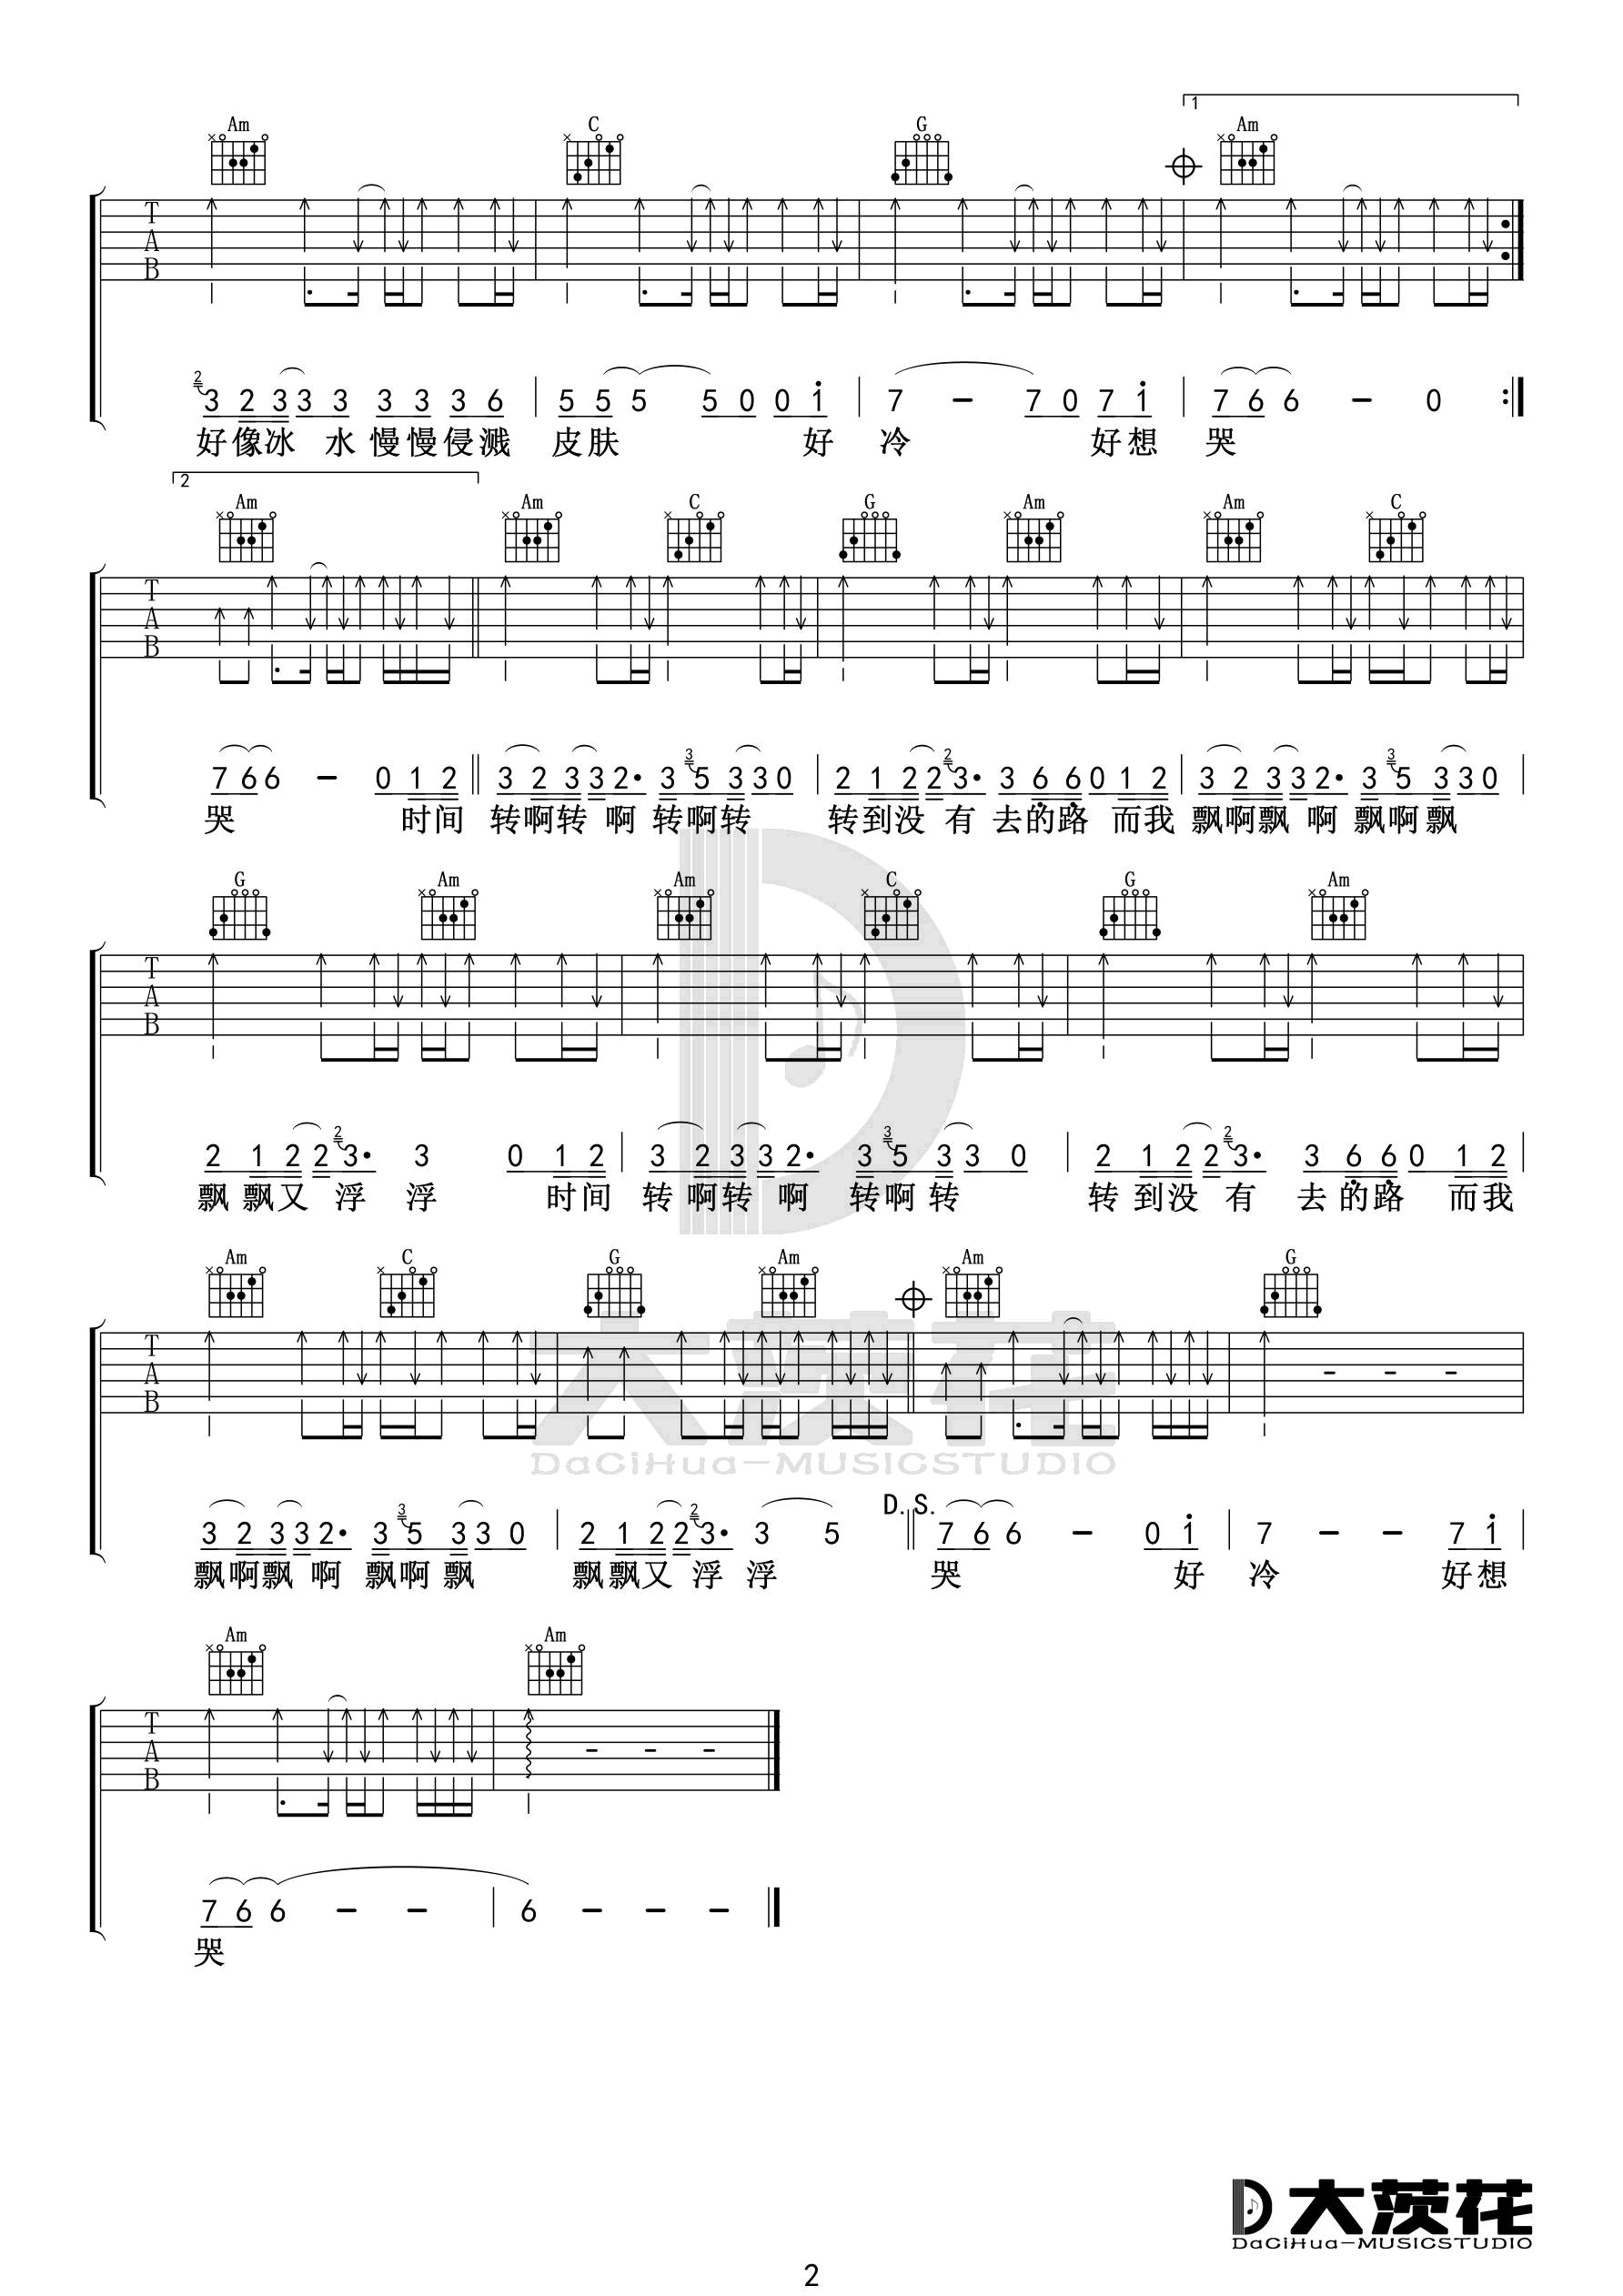 1
Am C G Am
T
A
B
2
3 2 3 3 3 3 3 3 6 5 5 5 5 0 0 1 7 - 7 0 7 1 7 6 6 - 0
好像冰 水 慢慢侵溅 皮肤 好 冷 好想 哭
2
Am Am C G Am Am C
T
A
B
3 2 3
7 6 6 - 0 1 2 3 2 3 3 2· 3 5 3 3 0 2 1 2 2 3· 3 6 6 0 1 2 3 2 3 3 2· 3 5 3 3 0
哭 时间 转啊转 啊 转啊转 转到没 有 去的路 而我 飘啊飘 啊 飘啊飘
G Am Am C G Am
T
A
B
2 3 2
2 1 2 2 3· 3 0 1 2 3 2 3 3 2· 3 5 3 3 0 2 1 2 2 3· 3 6 6 0 1 2
飘 飘又 浮 浮 时间 转 啊转 啊 转啊 转 转 到没 有 去 的路 而我
Am C G Am Am G
T
A
B
大茨花
DaCiHua-MUSICSTUDIO
D.S.
3 2
3 2 3 3 2· 3 5 3 3 0 2 1 2 2 3· 3 5 7 6 6 - 0 1 7 - - 7 1
飘啊飘 啊 飘啊 飘 飘飘又 浮 浮 哭 好 冷 好想
Am Am
T
A
B
7 6 6 - - 6 - - -
哭
大茨花
DaCiHua-MUSICSTUDIO
2